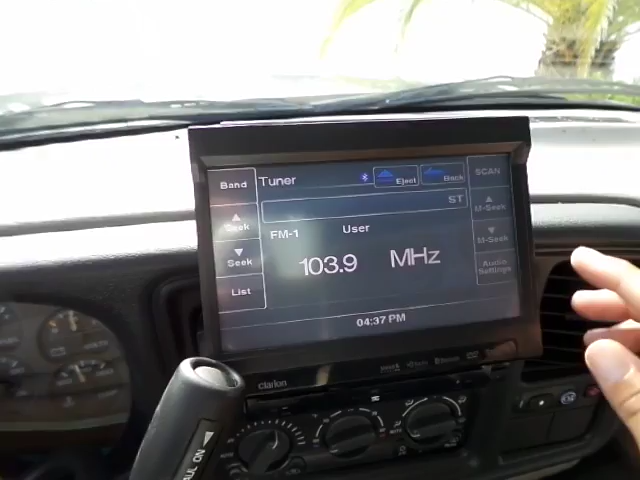 Band
Tuner
Eject
Back
SCAN
ST
Seek
M-Seek
FM-1
User
Seek
M-Seek
103.9 MHz
Audio
Settings
List
04:37 PM
Clarion